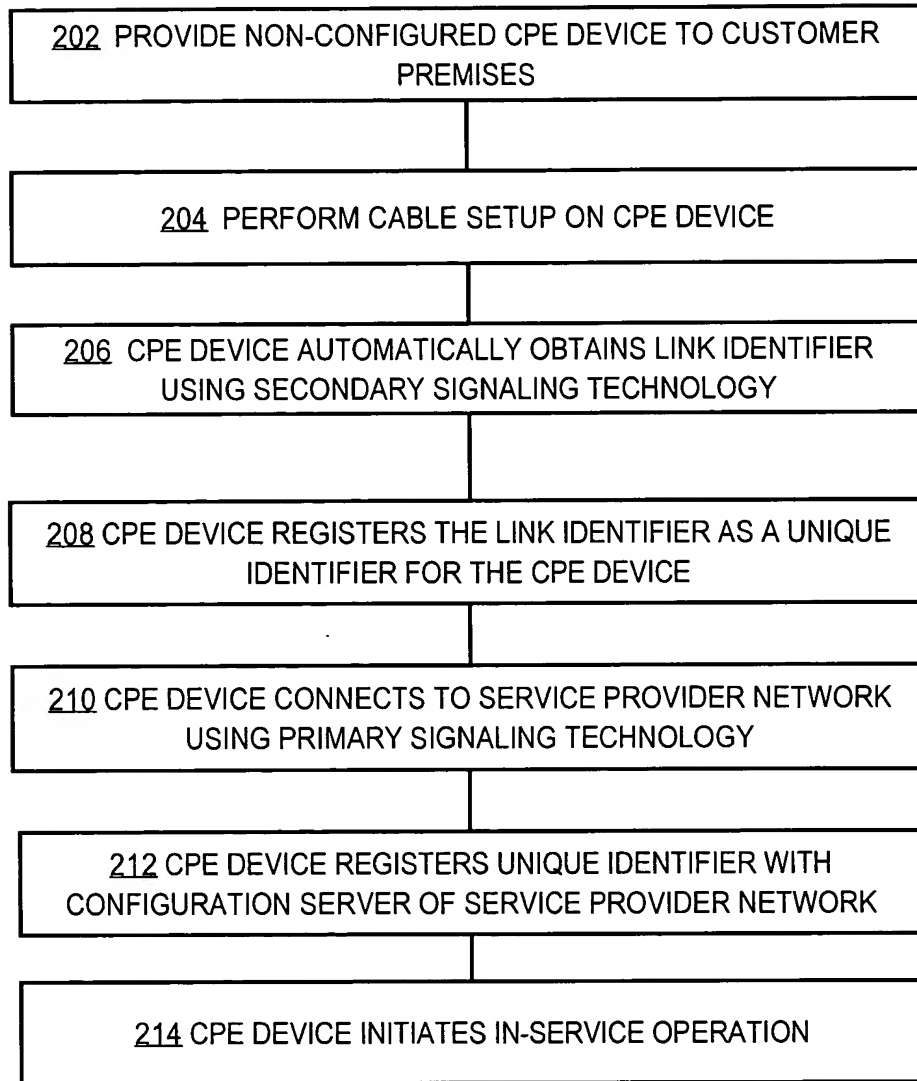 202 PROVIDE NON-CONFIGURED CPE DEVICE TO CUSTOMER
PREMISES
204 PERFORM CABLE SETUP ON CPE DEVICE
206 CPE DEVICE AUTOMATICALLY OBTAINS LINK IDENTIFIER
USING SECONDARY SIGNALING TECHNOLOGY
208 CPE DEVICE REGISTERS THE LINK IDENTIFIER AS A UNIQUE
IDENTIFIER FOR THE CPE DEVICE
210 CPE DEVICE CONNECTS TO SERVICE PROVIDER NETWORK
USING PRIMARY SIGNALING TECHNOLOGY
212 CPE DEVICE REGISTERS UNIQUE IDENTIFIER WITH
CONFIGURATION SERVER OF SERVICE PROVIDER NETWORK
214 CPE DEVICE INITIATES IN-SERVICE OPERATION